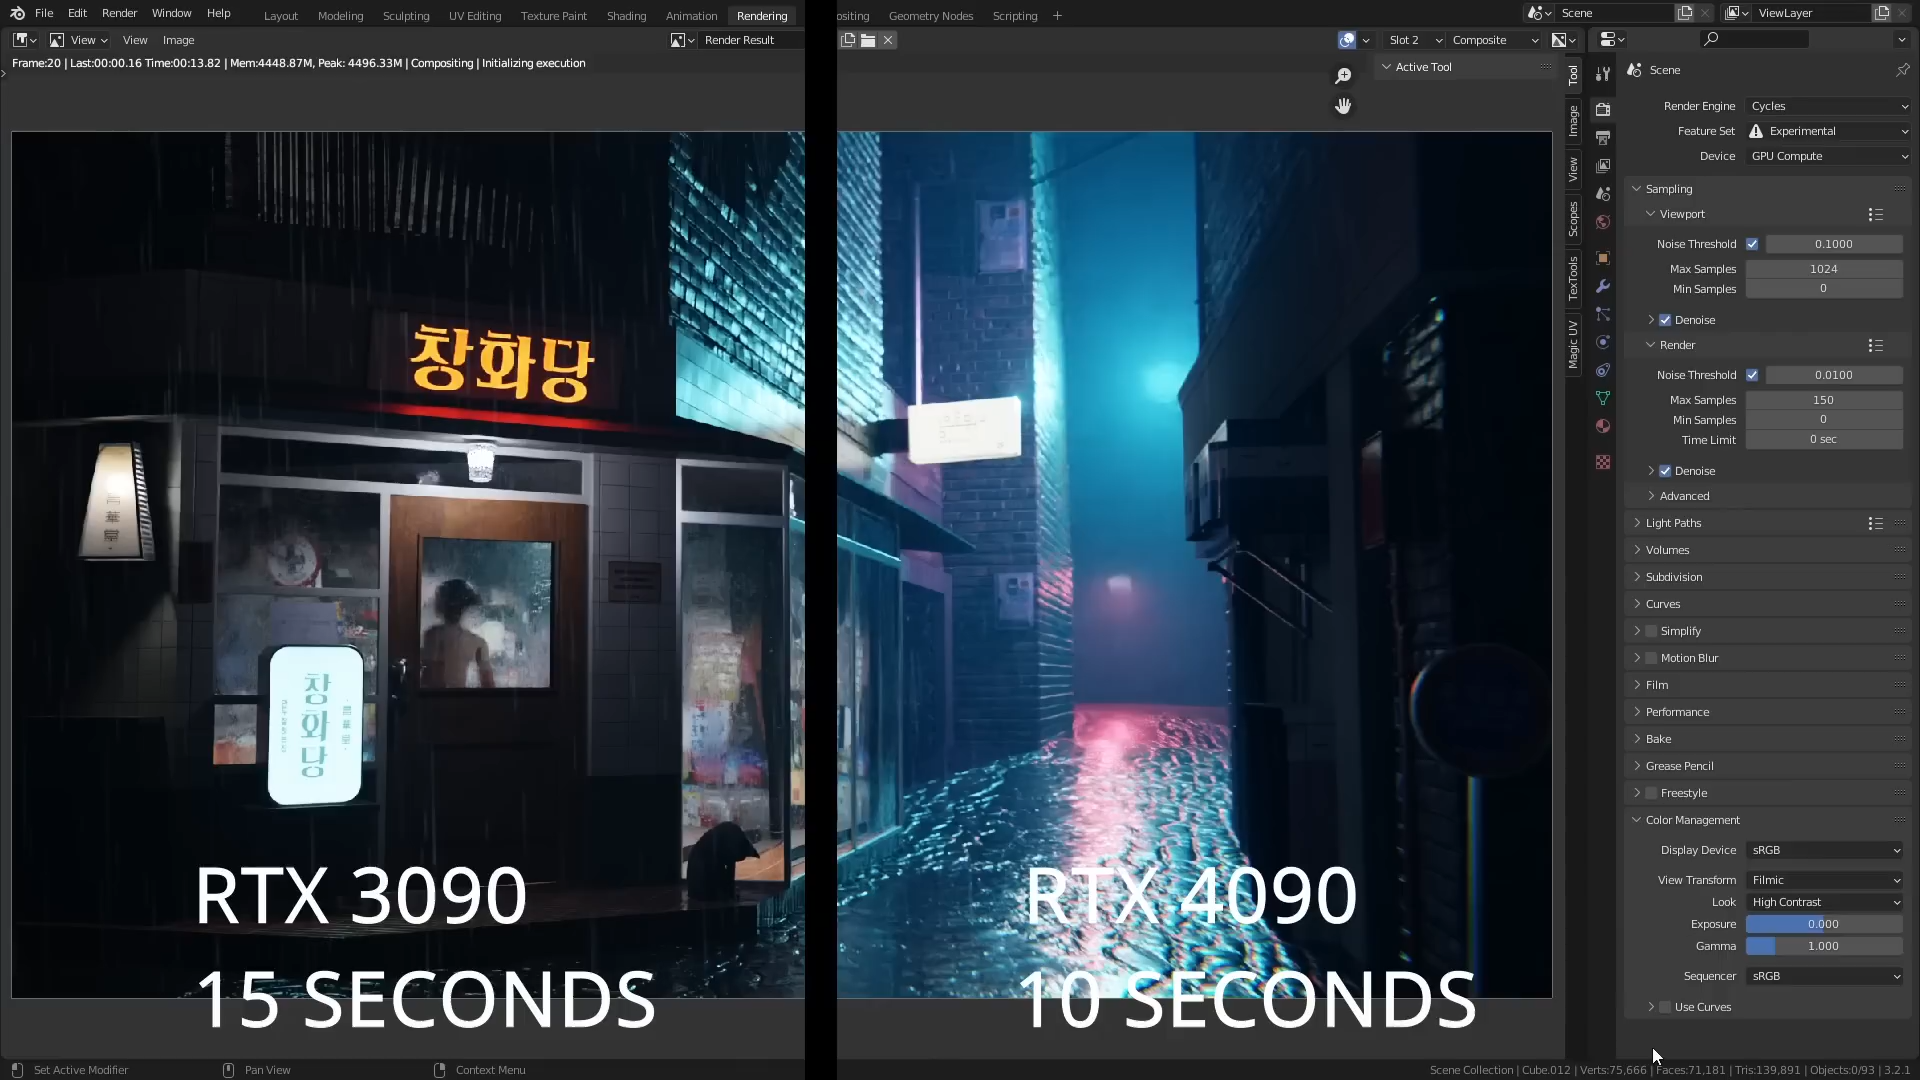 File Edit Render Window Help Layout Modeling Sculpting UV Editing Texture Paint Shading Animation Rendering ositing Geometry Nodes Scripting + Scene ViewLayer
View View Image Render Result Slot 2 Composite
Frame:20 | Last:00:00.16 Time:00:13.82 | Mem:4448.87M, Peak: 4496.33M | Compositing | Initializing execution
Active Tool
Tool
Image
View
Scopes
TexTools
Magic UV
Scene
Render Engine Cycles
Feature Set Experimental
Device GPU Compute
Sampling
Viewport
Noise Threshold 0.1000
Max Samples 1024
Min Samples 0
Denoise
Render
Noise Threshold 0.0100
Max Samples 150
Min Samples 0
Time Limit 0 sec
Denoise
Advanced
Light Paths
Volumes
Subdivision
Curves
Simplify
Motion Blur
Film
Performance
Bake
Grease Pencil
Freestyle
Color Management
Display Device sRGB
View Transform Filmic
Look High Contrast
Exposure 0.000
Gamma 1.000
Sequencer sRGB
Use Curves
창화당
창화당
RTX 3090
15 SECONDS
RTX 4090
10 SECONDS
Set Active Modifier Pan View Context Menu
Scene Collection | Cube.012 | Verts:75,666 | Faces:71,181 | Tris:139,891 | Objects:0/93 | 3.2.1